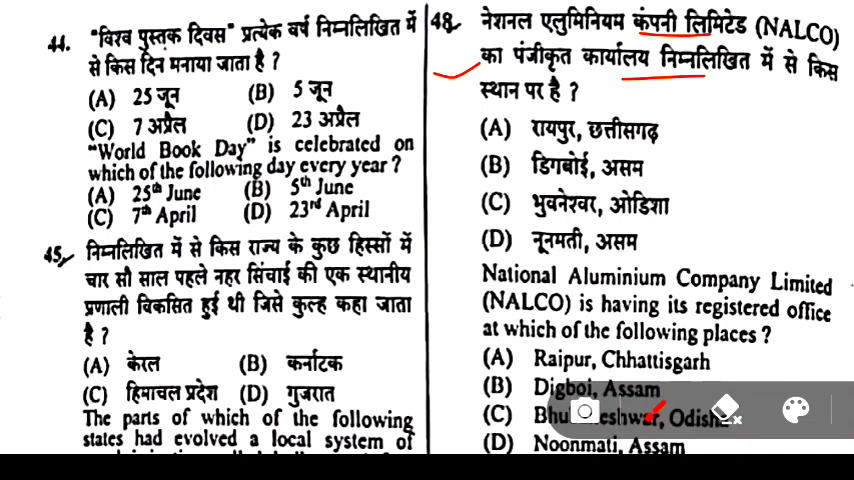 44. "विश्व पुस्तक दिवस" प्रत्येक वर्ष निम्नलिखित में
से किस दिन मनाया जाता है ?
(A) 25 जून (B) 5 जून
(C) 7 अप्रैल (D) 23 अप्रैल
"World Book Day" is celebrated on
which of the following day every year ?
(A) 25th June (B) 5th June
(C) 7th April (D) 23rd April
45. निम्नलिखित में से किस राज्य के कुछ हिस्सों में
चार सौ साल पहले नहर सिंचाई की एक स्थानीय
प्रणाली विकसित हुई थी जिसे कुल्ह कहा जाता
है ?
(A) केरल (B) कर्नाटक
(C) हिमाचल प्रदेश (D) गुजरात
The parts of which of the following
states had evolved a local system of
48. नेशनल एलुमिनियम कंपनी लिमिटेड (NALCO)
का पंजीकृत कार्यालय निम्नलिखित में से किस
स्थान पर है ?
(A) रायपुर, छत्तीसगढ़
(B) डिगबोई, असम
(C) भुवनेश्वर, ओडिशा
(D) नूनमती, असम
National Aluminium Company Limited
(NALCO) is having its registered office
at which of the following places ?
(A) Raipur, Chhattisgarh
(B) Digboi, Assam
(C) Bhubaneshwar, Odisha
(D) Noonmati, Assam